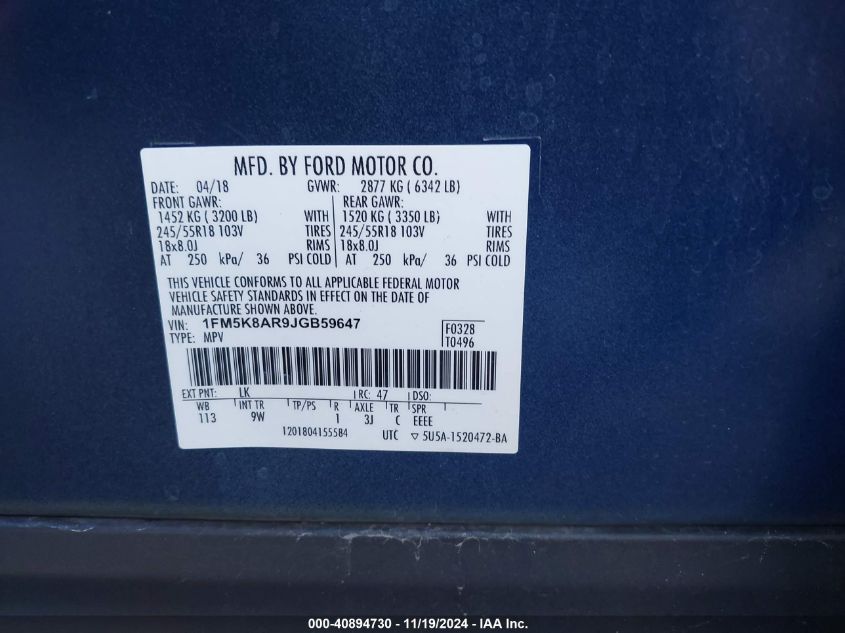 MFD. BY FORD MOTOR CO.
DATE: 04/18 GVWR: 2877 KG ( 6342 LB)
FRONT GAWR: REAR GAWR:
1452 KG ( 3200 LB) WITH 1520 KG ( 3350 LB) WITH
245/55R18 103V TIRES 245/55R18 103V TIRES
18x8.0J RIMS 18x8.0J RIMS
AT 250 kPa/ 36 PSI COLD AT 250 kPa/ 36 PSI COLD
THIS VEHICLE CONFORMS TO ALL APPLICABLE FEDERAL MOTOR
VEHICLE SAFETY STANDARDS IN EFFECT ON THE DATE OF
MANUFACTURE SHOWN ABOVE.
VIN: 1FM5K8AR9JGB59647 F0328
TYPE: MPV T0496
EXT PNT: LK RC: 47 DSO:
WB INT TR TP/PS R AXLE TR SPR
113 9W 1 3J C EEEE
1201804155584 UTC ▽ 5U5A-1520472-BA
000-40894730 - 11/19/2024 - IAA Inc.